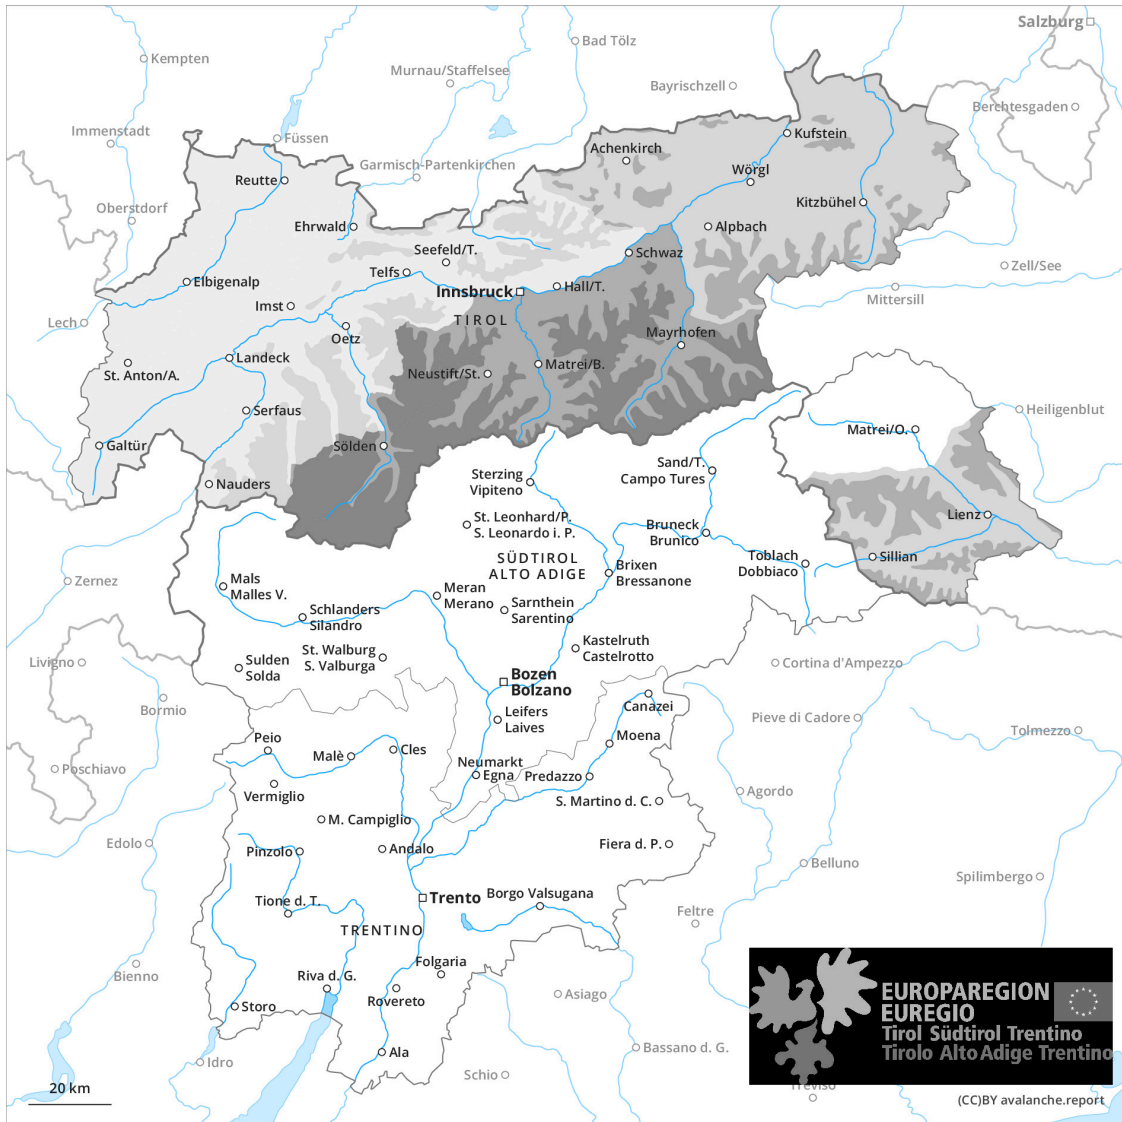 Salzburg
Bad Tölz
Kempten
Murnau/Staffelsee
Bayrischzell
Berchtesgaden
Immenstadt
Füssen
Kufstein
Achenkirch
Garmisch-Partenkirchen
Wörgl
Reutte
Oberstdorf
Kitzbühel
Ehrwald
Alpbach
Seefeld/T.
Schwaz
Telfs
Zell/See
Elbigenalp
Hall/T.
Innsbruck
Mittersill
Imst
TIROL
Lech
Mayrhofen
Oetz
Landeck
Matrei/B.
St. Anton/A.
Neustift/St.
Serfaus
Heiligenblut
Matrei/O.
Galtür
Sölden
Sand/T.
Campo Tures
Sterzing
Vipiteno
Nauders
St. Leonhard/P.
S. Leonardo i. P.
Lienz
Bruneck
Brunico
SÜDTIROL
ALTO ADIGE
Toblach
Dobbiaco
Sillian
Brixen
Bressanone
Zernez
Mals
Malles V.
Meran
Merano
Sarnthein
Sarentino
Schlanders
Silandro
Kastelruth
Castelrotto
St. Walburg
S. Valburga
Livigno
Sulden
Solda
Cortina d'Ampezzo
Bozen
Bolzano
Canazei
Bormio
Leifers
Laives
Pieve di Cadore
Tolmezzo
Moena
Peio
Malè
Cles
Neumarkt
Egna
Predazzo
Poschiavo
Vermiglio
Agordo
S. Martino d. C.
M. Campiglio
Edolo
Pinzolo
Andalo
Fiera d. P.
Belluno
Spilimbergo
Trento
Borgo Valsugana
Tione d. T.
Feltre
TRENTINO
Folgaria
Bienno
Riva d. G.
Rovereto
Asiago
Storo
EUROPAREGION
EUREGIO
Tirol Südtirol Trentino
Tirolo Alto Adige Trentino
Ala
Bassano d. G.
Idro
Schio
Treviso
20 km
(CC)BY avalanche.report